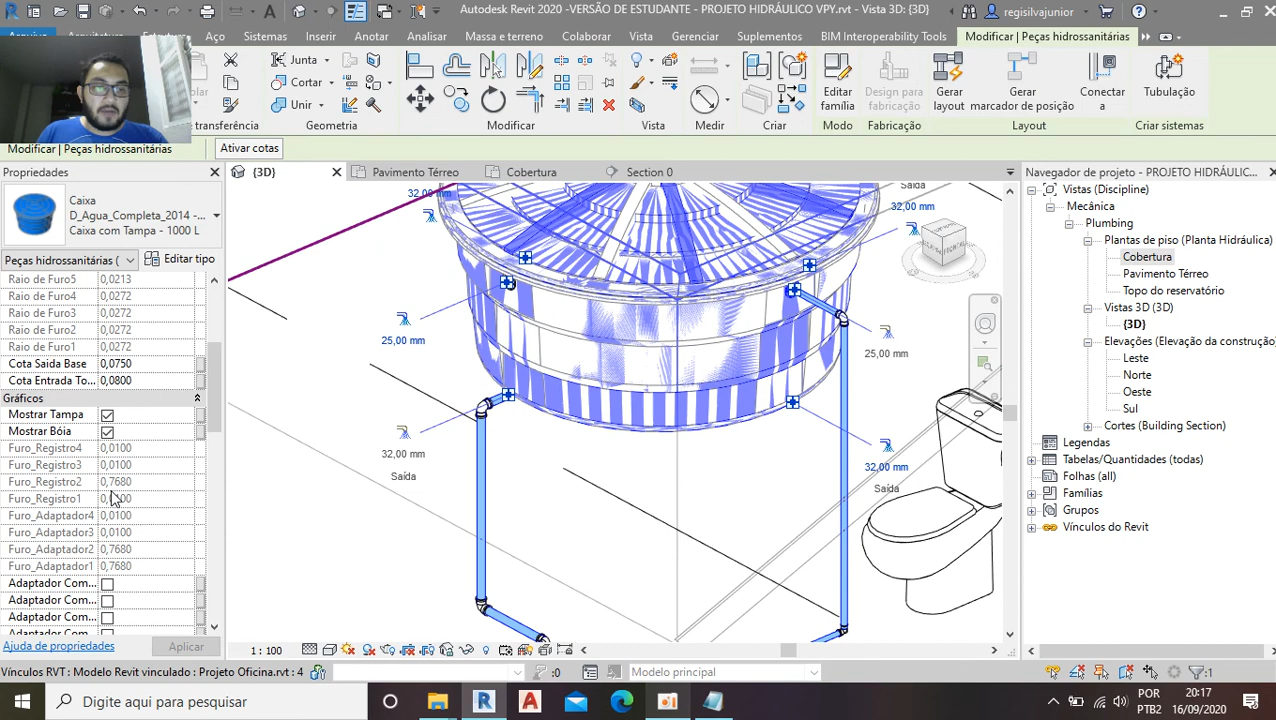 Autodesk Revit 2020 -VERSÃO DE ESTUDANTE - PROJETO HIDRÁULICO VPY.rvt - Vista 3D: {3D}
regisilvajunior
Arquivo
Aço
Sistemas
Inserir
Anotar
Analisar
Massa e terreno
Colaborar
Vista
Gerenciar
Suplementos
BIM Interoperability Tools
Modificar | Peças hidrossanitárias
Junta
Cortar
Unir
Editar família
Design para fabricação
Gerar layout
Gerar marcador de posição
Conectar a
Tubulação
de transferência
Geometria
Modificar
Vista
Medir
Criar
Modo
Fabricação
Layout
Criar sistemas
Modificar | Peças hidrossanitárias
Ativar cotas
Propriedades
{3D}
Pavimento Térreo
Cobertura
Section 0
Navegador de projeto - PROJETO HIDRÁULIC...
Caixa
D_Agua_Completa_2014 -...
Caixa com Tampa - 1000 L
Peças hidrossanitárias (
Editar tipo
Raio de Furo5 0,0213
Raio de Furo4 0,0272
Raio de Furo3 0,0272
Raio de Furo2 0,0272
Raio de Furo1 0,0272
Cota Saida Base 0,0750
Cota Entrada To... 0,0800
Gráficos
Mostrar Tampa
Mostrar Bóia
Furo_Registro4 0,0100
Furo_Registro3 0,0100
Furo_Registro2 0,7680
Furo_Registro1
Furo_Adaptador4 0,0100
Furo_Adaptador3 0,0100
Furo_Adaptador2 0,7680
Furo_Adaptador1 0,7680
Adaptador Com...
Adaptador Com...
Adaptador Com...
Adaptador Com...
Ajuda de propriedades
Aplicar
32,00 mm
Saída
32,00 mm
25,00 mm
25,00 mm
32,00 mm
Saída
32,00 mm
Saída
Vistas (Discipline)
Mecânica
Plumbing
Plantas de piso (Planta Hidráulica)
Cobertura
Pavimento Térreo
Topo do reservatório
Vistas 3D (3D)
{3D}
Elevações (Elevação da construção)
Leste
Norte
Oeste
Sul
Cortes (Building Section)
Legendas
Tabelas/Quantidades (todas)
Folhas (all)
Famílias
Grupos
Vínculos do Revit
1 : 100
Vínculos RVT : Modelo Revit vinculado : Projeto Oficina.rvt : 4
:0
Modelo principal
:1
Digite aqui para pesquisar
POR
PTB2
20:17
16/09/2020